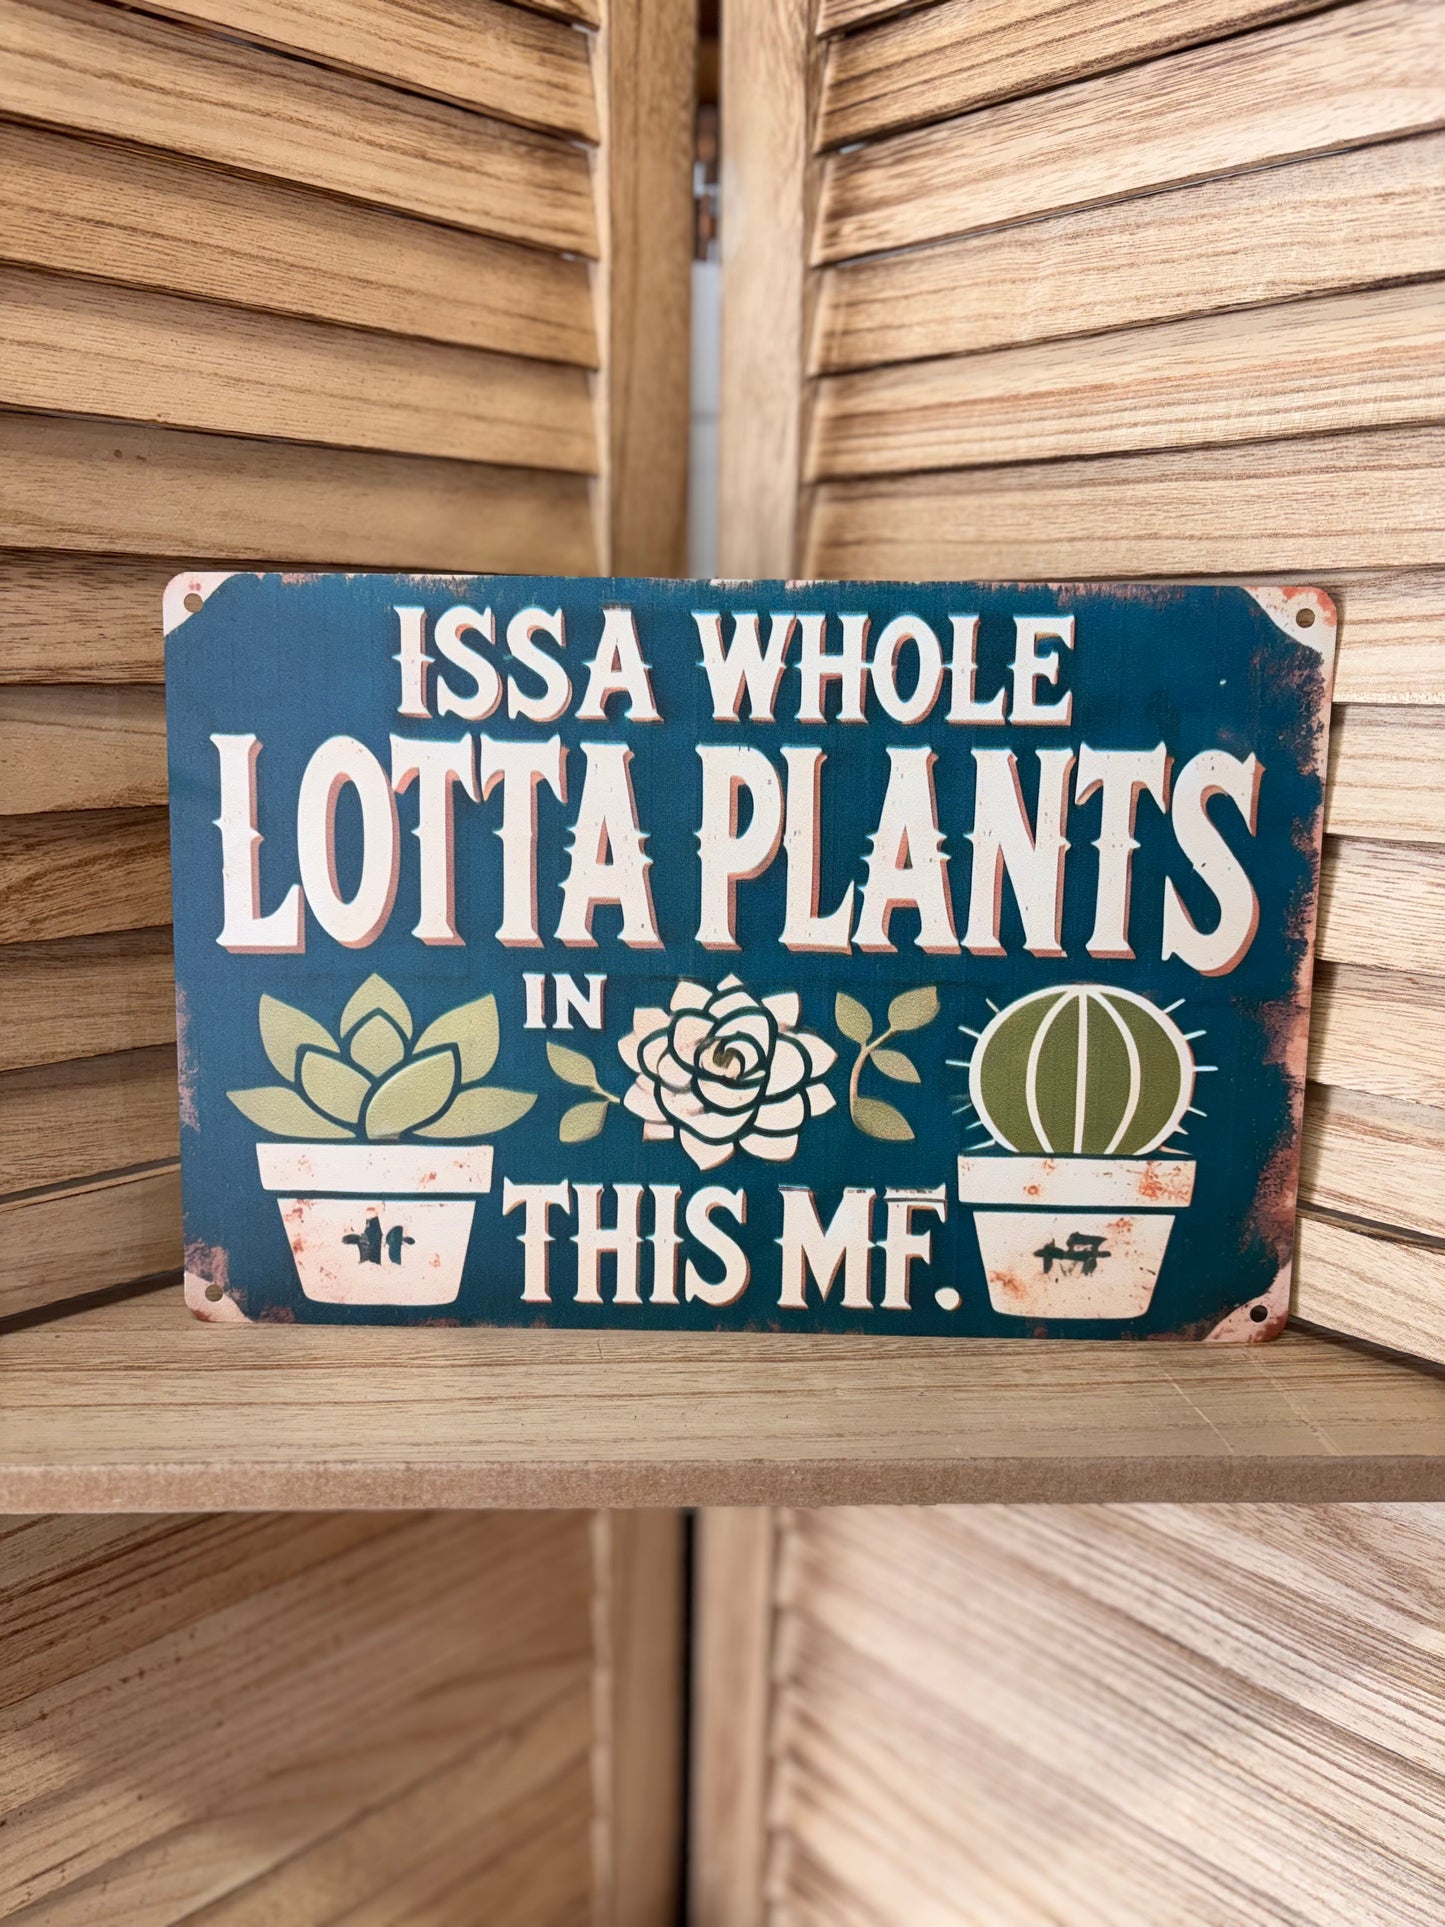 ISSA WHOLE
LOTTA PLANTS
IN
THIS MF.